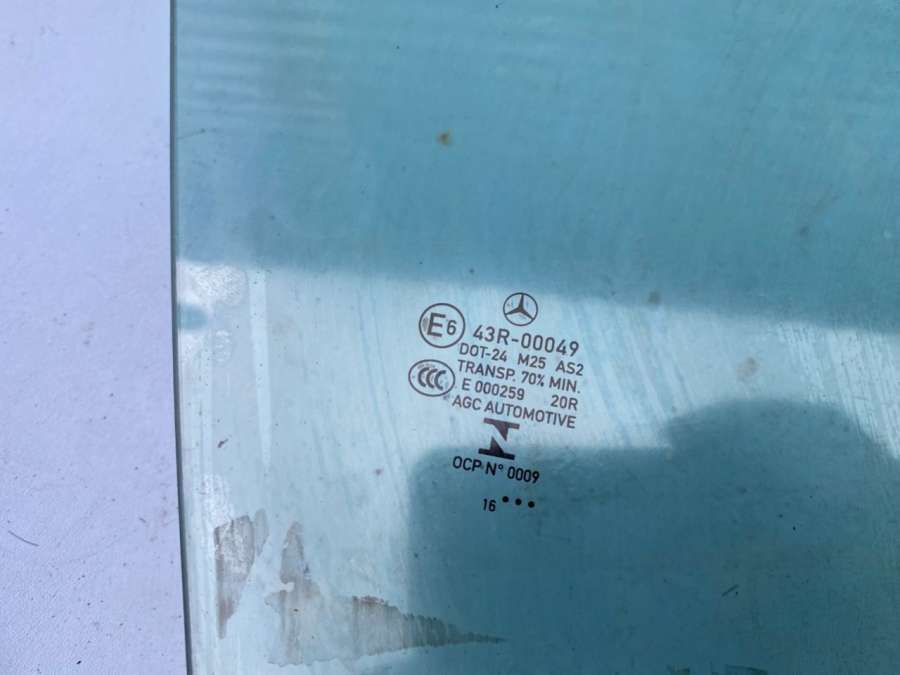 E6 43R-00049
DOT-24 M25 AS2
TRANSP. 70% MIN.
CCC E 000259 20R
AGC AUTOMOTIVE
N
OCP N° 0009
16 •••